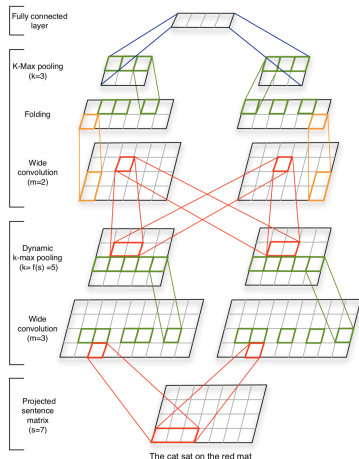 Fully connected
layer
K-Max pooling
(k=3)
Folding
Wide
convolution
(m=2)
Dynamic
k-max pooling
(k= f(s) =5)
Wide
convolution
(m=3)
Projected
sentence
matrix
(s=7)
The cat sat on the red mat